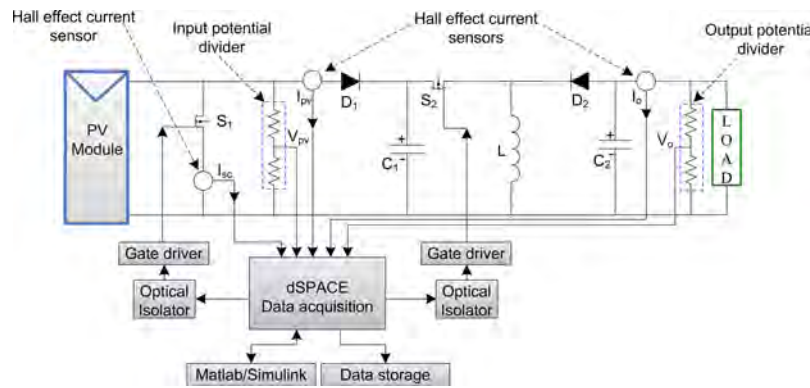 Hall effect current
sensor
Input potential
divider
Hall effect current
sensors
Output potential
divider
PV
Module
S1
Isc
Vpv
Ipv
D1
C1
+
-
S2
L
D2
C2
+
-
Io
Vo
LOAD
Gate driver
Optical
Isolator
dSPACE
Data acquisition
Gate driver
Optical
Isolator
Matlab/Simulink
Data storage